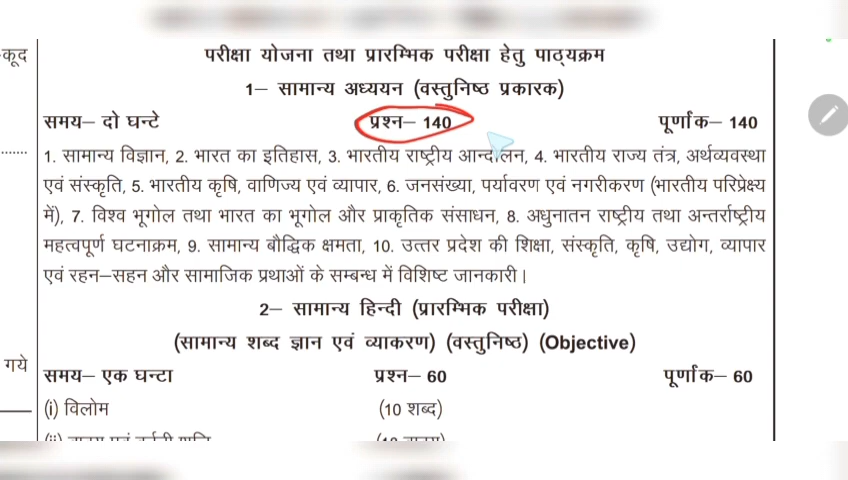 कूद
परीक्षा योजना तथा प्रारम्भिक परीक्षा हेतु पाठ्यक्रम
1– सामान्य अध्ययन (वस्तुनिष्ठ प्रकारक)
समय– दो घन्टे प्रश्न– 140 पूर्णांक– 140
1. सामान्य विज्ञान, 2. भारत का इतिहास, 3. भारतीय राष्ट्रीय आन्दोलन, 4. भारतीय राज्य तंत्र, अर्थव्यवस्था
एवं संस्कृति, 5. भारतीय कृषि, वाणिज्य एवं व्यापार, 6. जनसंख्या, पर्यावरण एवं नगरीकरण (भारतीय परिप्रेक्ष्य
में), 7. विश्व भूगोल तथा भारत का भूगोल और प्राकृतिक संसाधन, 8. अधुनातन राष्ट्रीय तथा अन्तर्राष्ट्रीय
महत्वपूर्ण घटनाक्रम, 9. सामान्य बौद्धिक क्षमता, 10. उत्तर प्रदेश की शिक्षा, संस्कृति, कृषि, उद्योग, व्यापार
एवं रहन–सहन और सामाजिक प्रथाओं के सम्बन्ध में विशिष्ट जानकारी।
2– सामान्य हिन्दी (प्रारम्भिक परीक्षा)
(सामान्य शब्द ज्ञान एवं व्याकरण) (वस्तुनिष्ठ) (Objective)
गये
समय– एक घन्टा प्रश्न– 60 पूर्णांक– 60
(i) विलोम (10 शब्द)